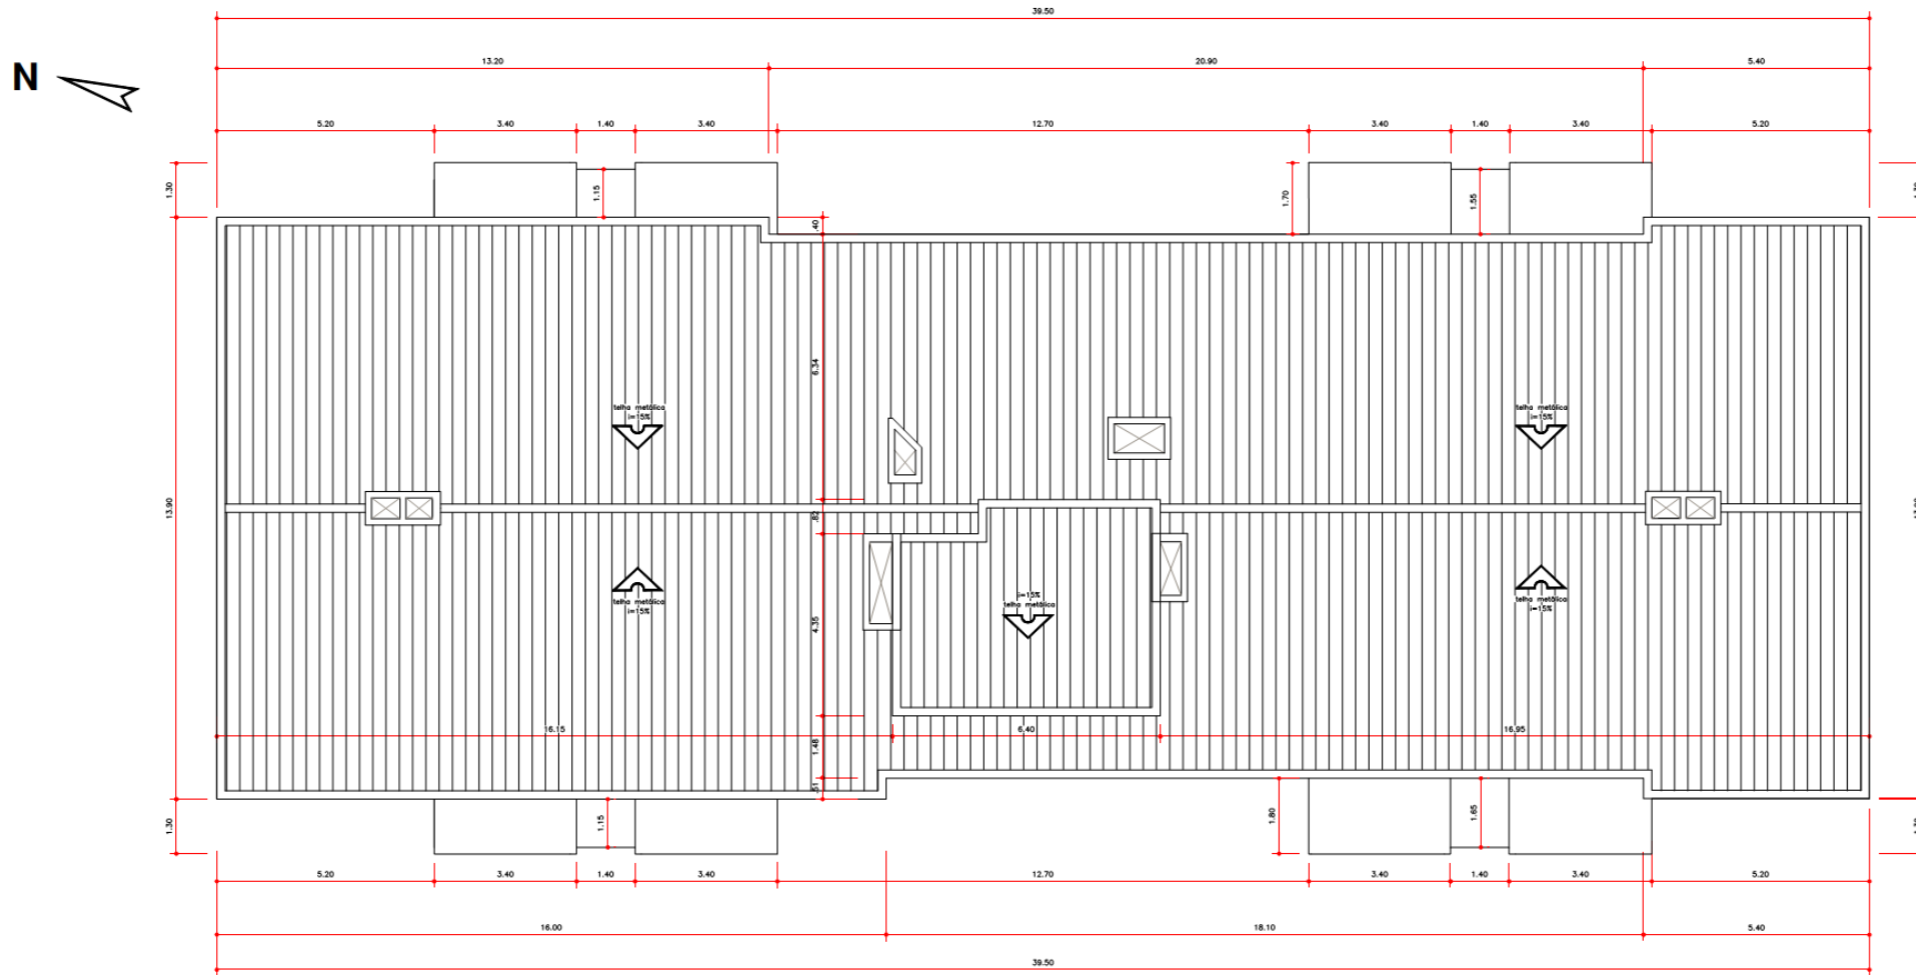 39.50
13.20 20.90 5.40
N
5.20 3.40 1.40 3.40 12.70 3.40 1.40 3.40 5.20
1.30 1.15 1.70 1.55
.40
6.34
telha metálica
i=15%
telha metálica
i=15%
13.90
.82
4.35
telha metálica
i=15%
i=15%
telha metálica
telha metálica
i=15%
16.15 6.40 16.95
1.48
.51
1.30 1.15 1.80 1.65
5.20 3.40 1.40 3.40 12.70 3.40 1.40 3.40 5.20
16.00 18.10 5.40
39.50